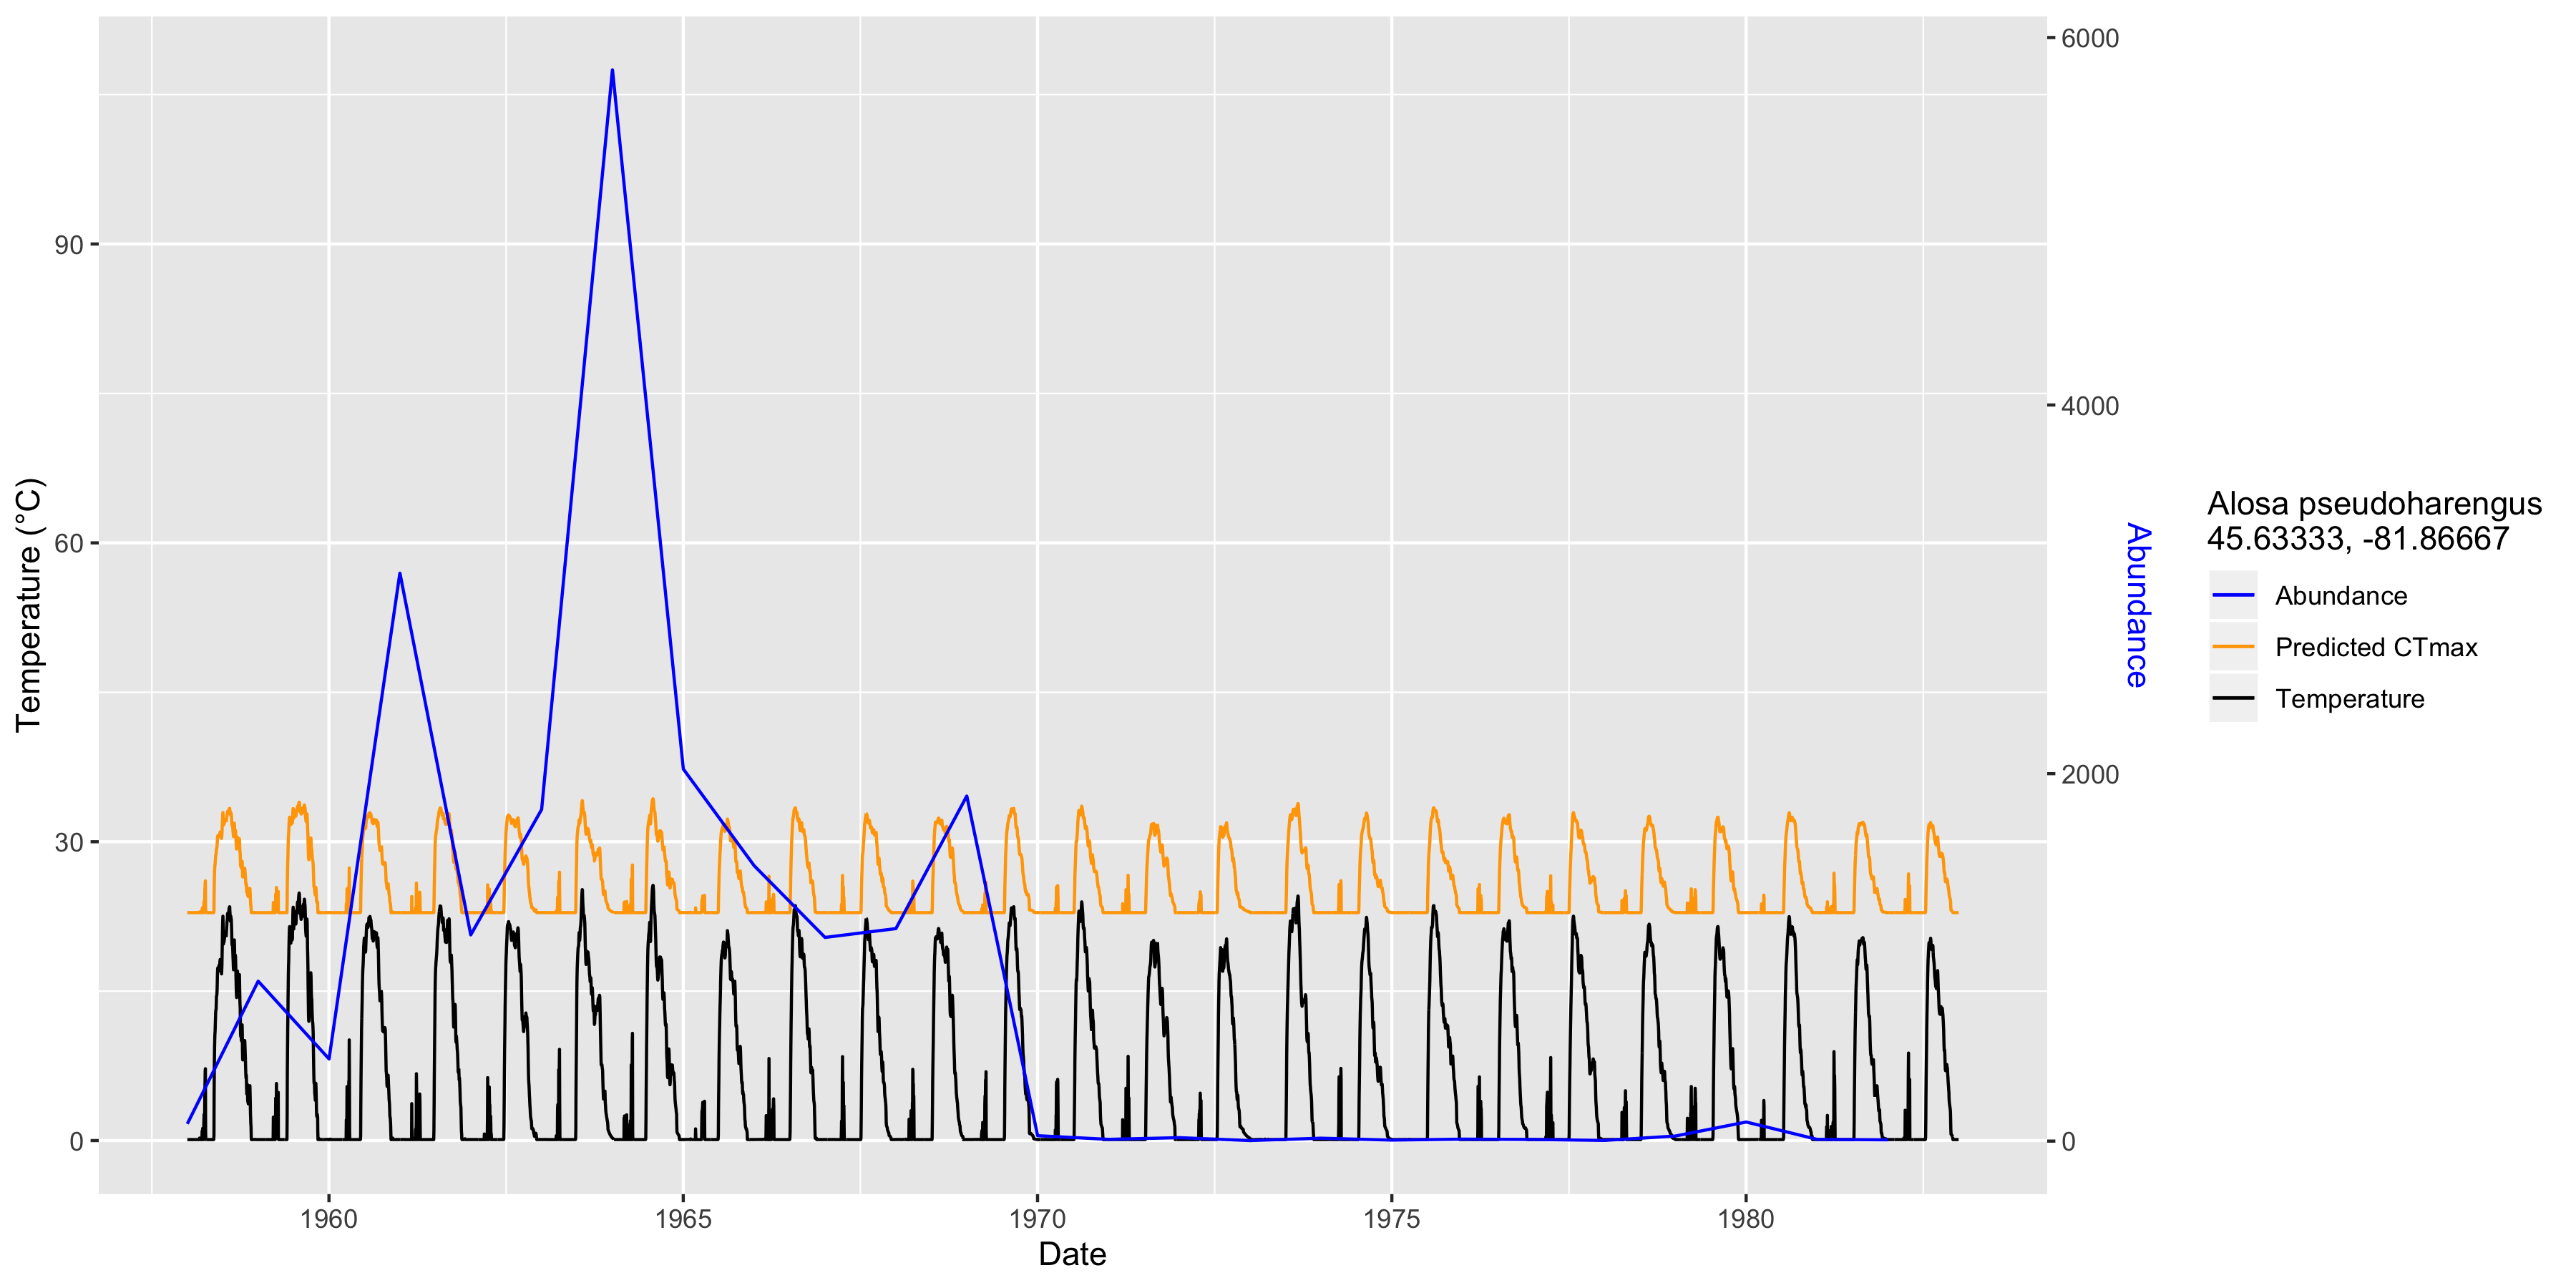 Temperature (°C)
90
60
30
0
6000
4000
2000
0
Abundance
1960
1965
1970
1975
1980
Date
Alosa pseudoharengus
45.63333, -81.86667
Abundance
Predicted CTmax
Temperature